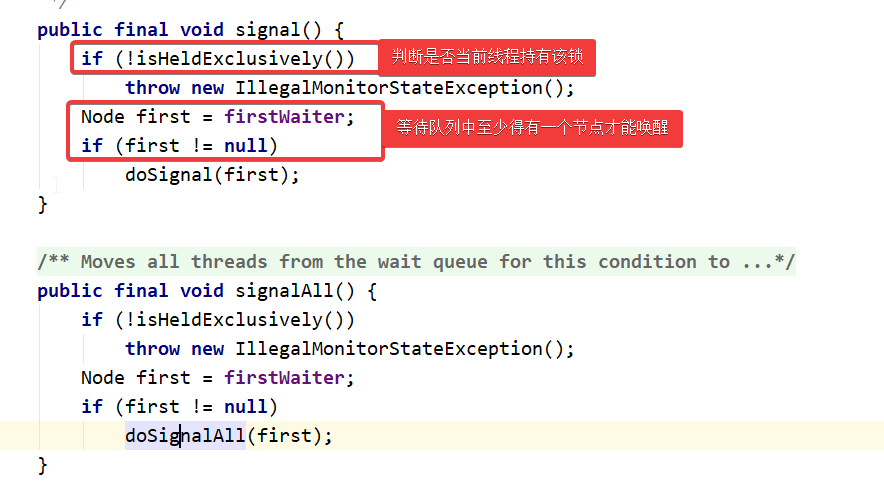 */
public final void signal() {
if (!isHeldExclusively())
判断是否当前线程持有该锁
throw new IllegalMonitorStateException();
Node first = firstWaiter;
等待队列中至少得有一个节点才能唤醒
if (first != null)
doSignal(first);
}
/** Moves all threads from the wait queue for this condition to ...*/
public final void signalAll() {
if (!isHeldExclusively())
throw new IllegalMonitorStateException();
Node first = firstWaiter;
if (first != null)
doSignalAll(first);
}